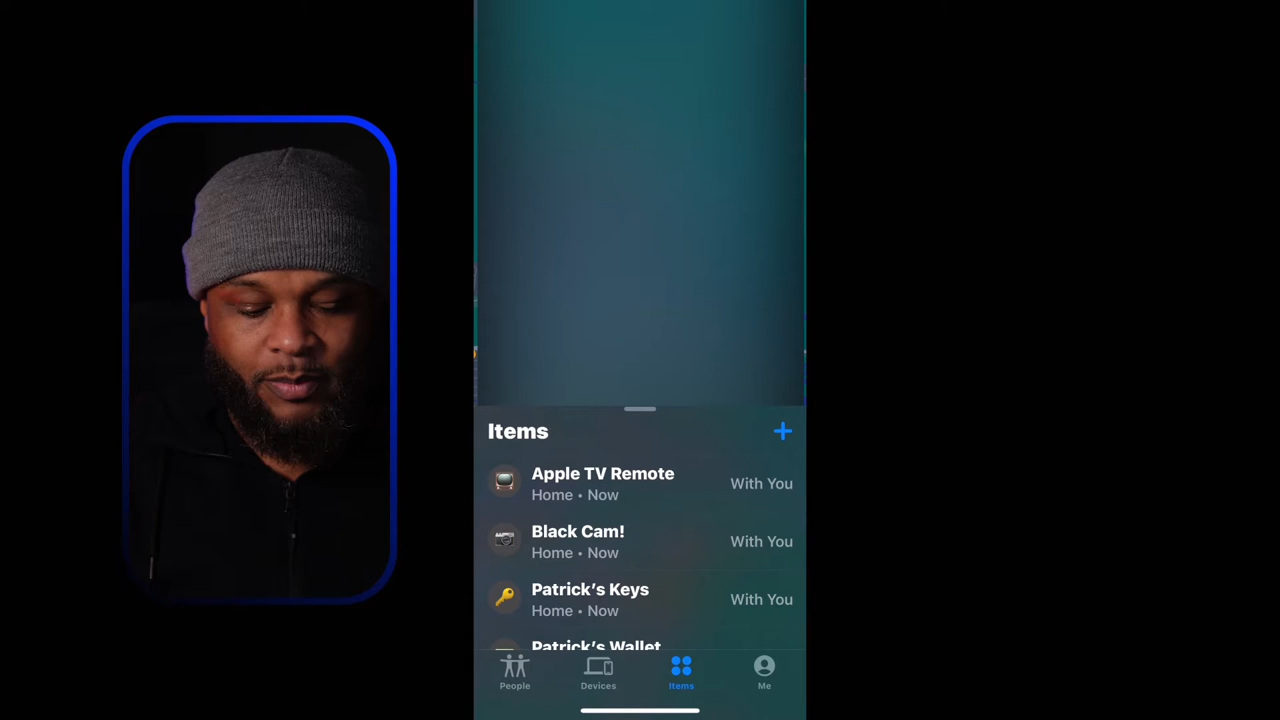 Items
Apple TV Remote
Home • Now
With You
Black Cam!
Home • Now
With You
Patrick’s Keys
Home • Now
With You
Patrick’s Wallet
People
Devices
Items
Me